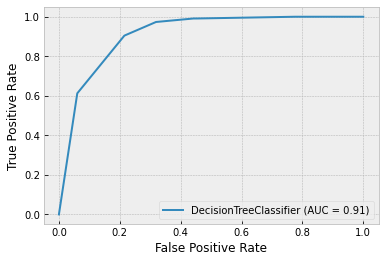 1.0
0.8
0.6
0.4
0.2
0.0
True Positive Rate
DecisionTreeClassifier (AUC = 0.91)
0.0 0.2 0.4 0.6 0.8 1.0
False Positive Rate